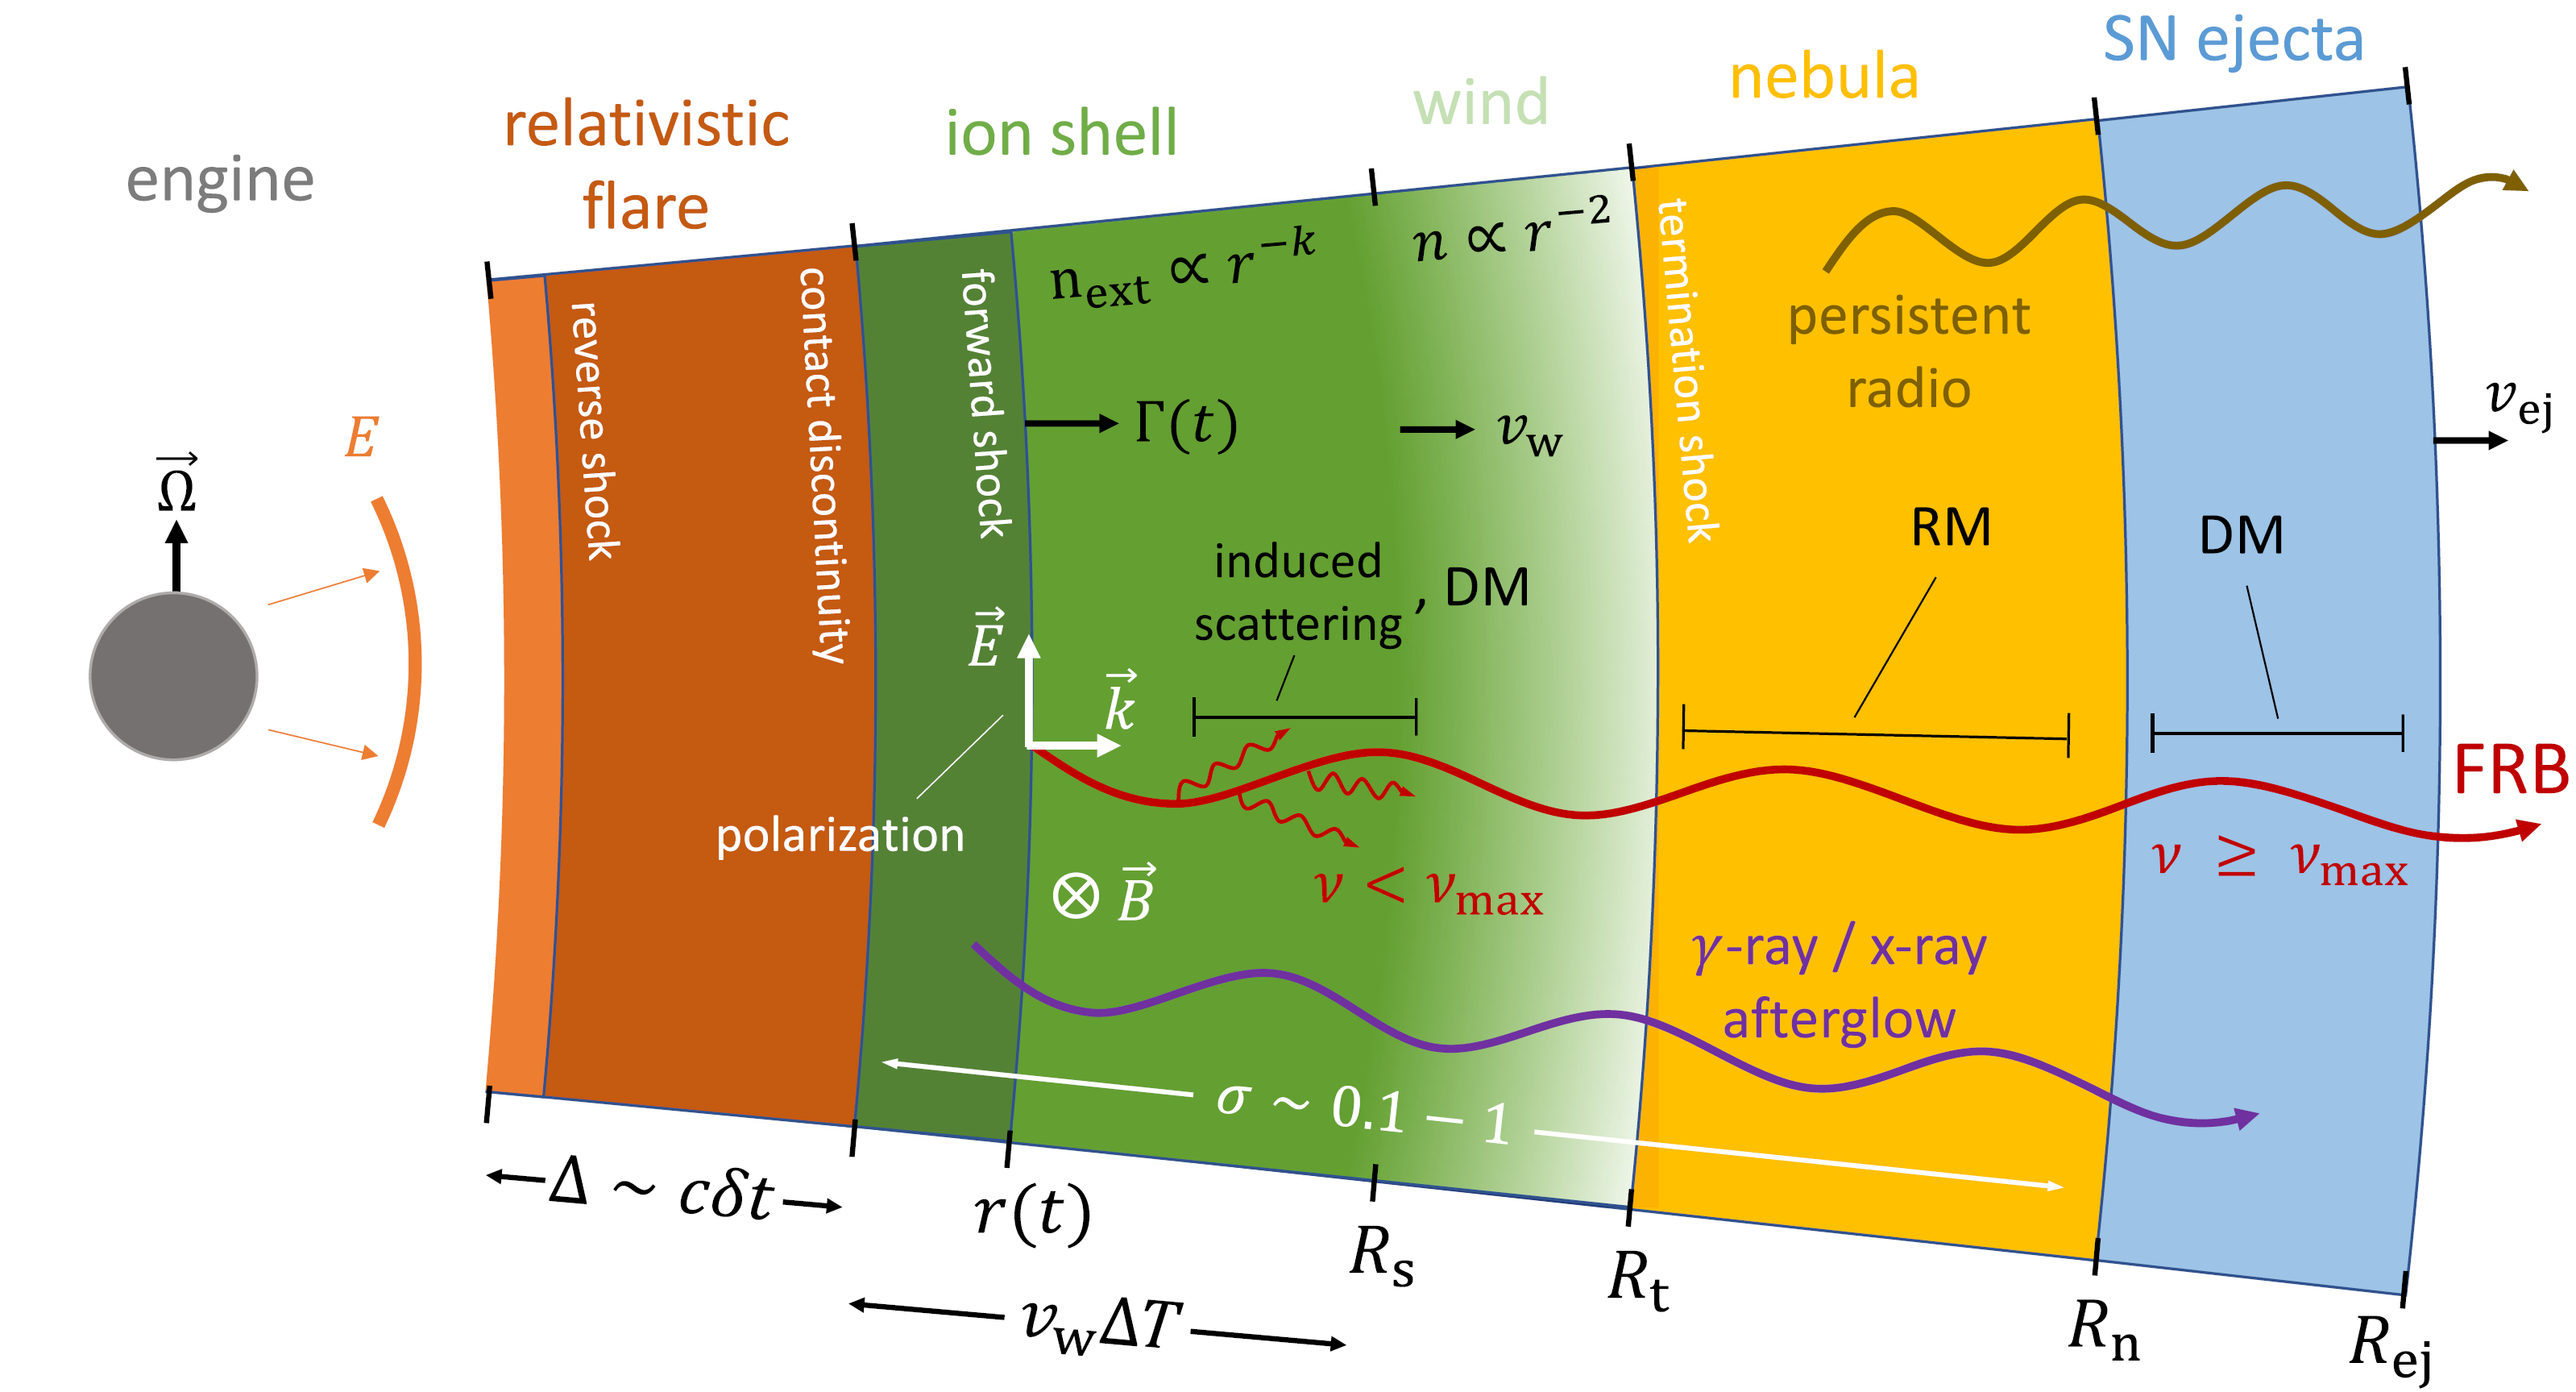 engine
relativistic
flare
ion shell
wind
nebula
SN ejecta
E
Ω⃗
reverse shock
contact discontinuity
forward shock
n_ext ∝ r^{−k}
n ∝ r^{−2}
termination shock
Γ(t)
v_w
persistent
radio
v_ej
induced
scattering , DM
RM
DM
E⃗
k⃗
polarization
⊗ B⃗
ν < ν_max
FRB
ν ≥ ν_max
γ-ray / x-ray
afterglow
σ ~ 0.1 − 1
Δ ~ cδt
r(t)
v_wΔT
R_s
R_t
R_n
R_ej